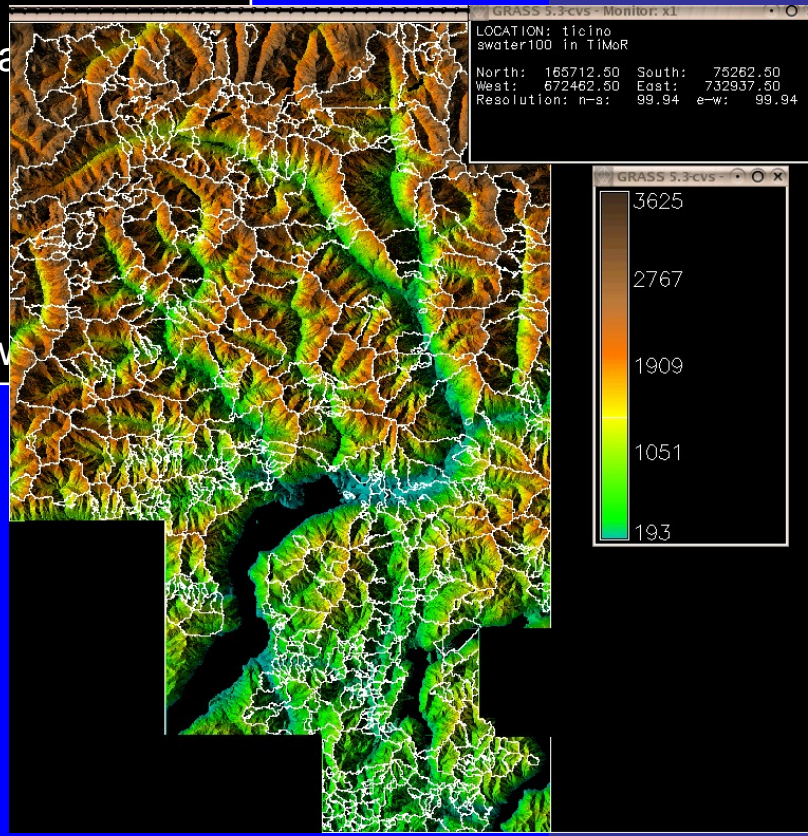 GRASS 5.3-cvs - Monitor: x1
LOCATION: ticino
swater100 in TiMoR
North: 165712.50 South: 75262.50
West: 672462.50 East: 732937.50
Resolution: n-s: 99.94 e-w: 99.94
GRASS 5.3-cvs -
3625
2767
1909
1051
193